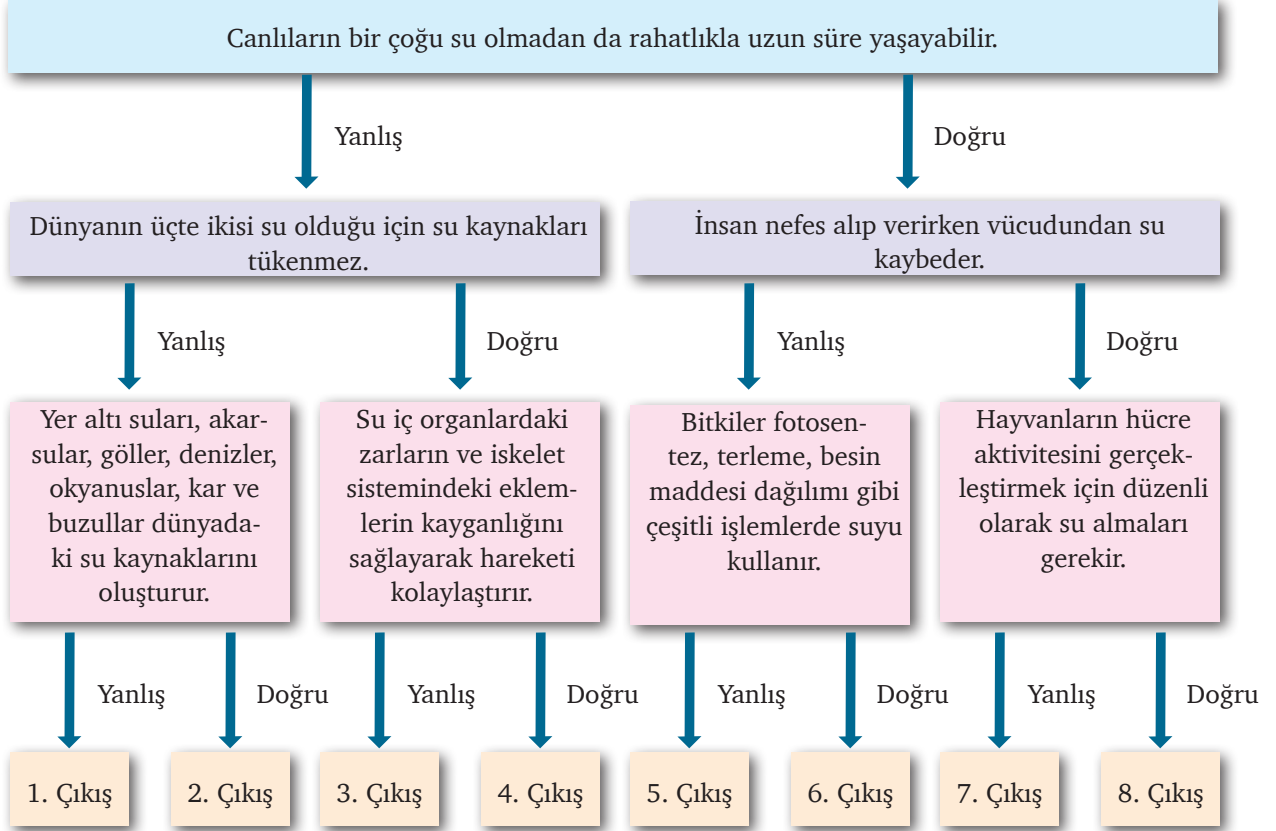 Canlıların bir çoğu su olmadan da rahatlıkla uzun süre yaşayabilir.
Yanlış
Doğru
Dünyanın üçte ikisi su olduğu için su kaynakları
tükenmez.
İnsan nefes alıp verirken vücudundan su
kaybeder.
Yanlış
Doğru
Yanlış
Doğru
Yer altı suları, akar-
sular, göller, denizler,
okyanuslar, kar ve
buzullar dünyada-
ki su kaynaklarını
oluşturur.
Su iç organlardaki
zarların ve iskelet
sistemindeki eklem-
lerin kayganlığını
sağlayarak hareketi
kolaylaştırır.
Bitkiler fotosen-
tez, terleme, besin
maddesi dağılımı gibi
çeşitli işlemlerde suyu
kullanır.
Hayvanların hücre
aktivitesini gerçek-
leştirmek için düzenli
olarak su almaları
gerekir.
Yanlış
Doğru
Yanlış
Doğru
Yanlış
Doğru
Yanlış
Doğru
1. Çıkış
2. Çıkış
3. Çıkış
4. Çıkış
5. Çıkış
6. Çıkış
7. Çıkış
8. Çıkış